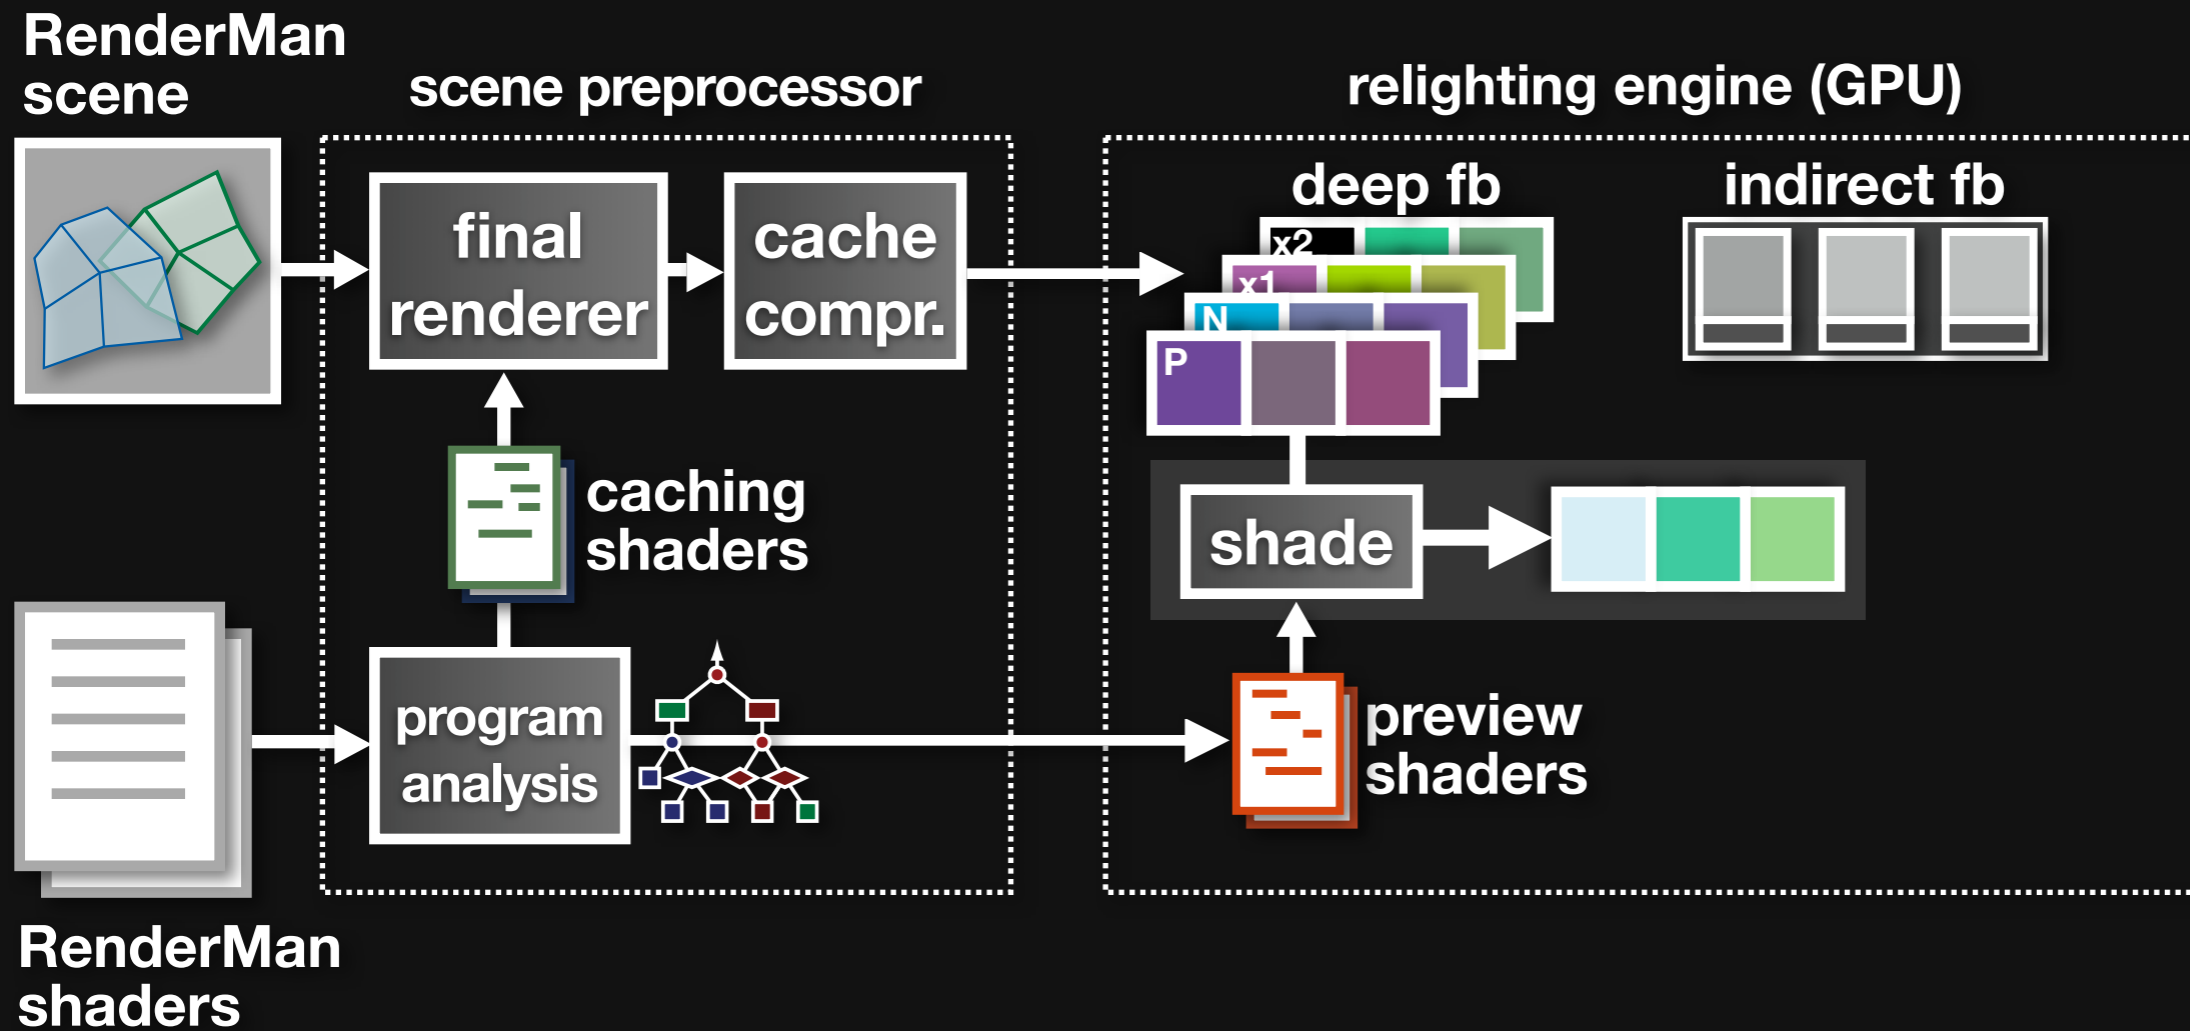 RenderMan
scene
scene preprocessor
relighting engine (GPU)
final
renderer
cache
compr.
deep fb
indirect fb
x2
x1
N
P
caching
shaders
shade
program
analysis
preview
shaders
RenderMan
shaders